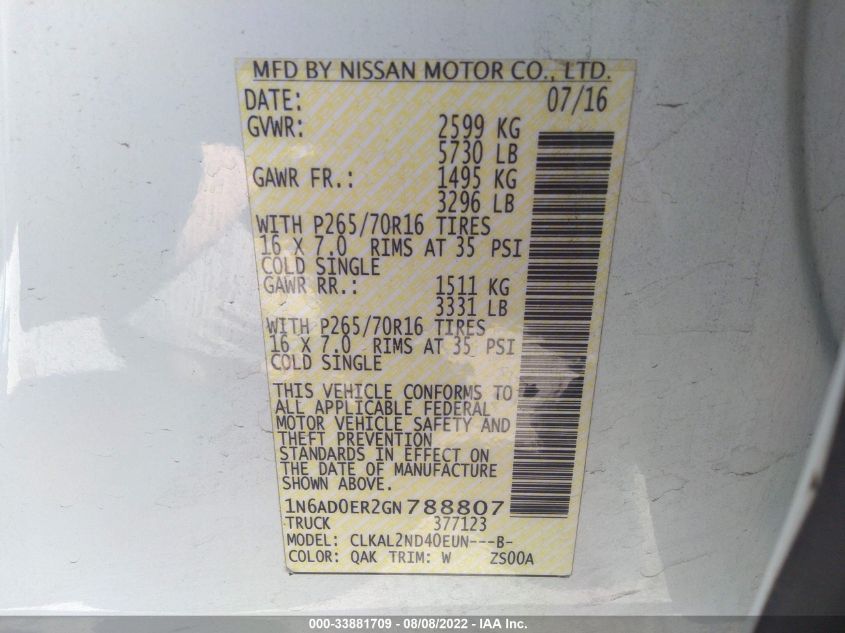 MFD BY NISSAN MOTOR CO., LTD.
DATE: 07/16
GVWR: 2599 KG
5730 LB
GAWR FR.: 1495 KG
3296 LB
WITH P265/70R16 TIRES
16 X 7.0 RIMS AT 35 PSI
COLD SINGLE
GAWR RR.: 1511 KG
3331 LB
WITH P265/70R16 TIRES
16 X 7.0 RIMS AT 35 PSI
COLD SINGLE
THIS VEHICLE CONFORMS TO
ALL APPLICABLE FEDERAL
MOTOR VEHICLE SAFETY AND
THEFT PREVENTION
STANDARDS IN EFFECT ON
THE DATE OF MANUFACTURE
SHOWN ABOVE.
1N6AD0ER2GN788807
TRUCK 377123
MODEL: CLKAL2ND40EUN---B-
COLOR: QAK TRIM: W ZS00A
000-33881709 - 08/08/2022 - IAA Inc.